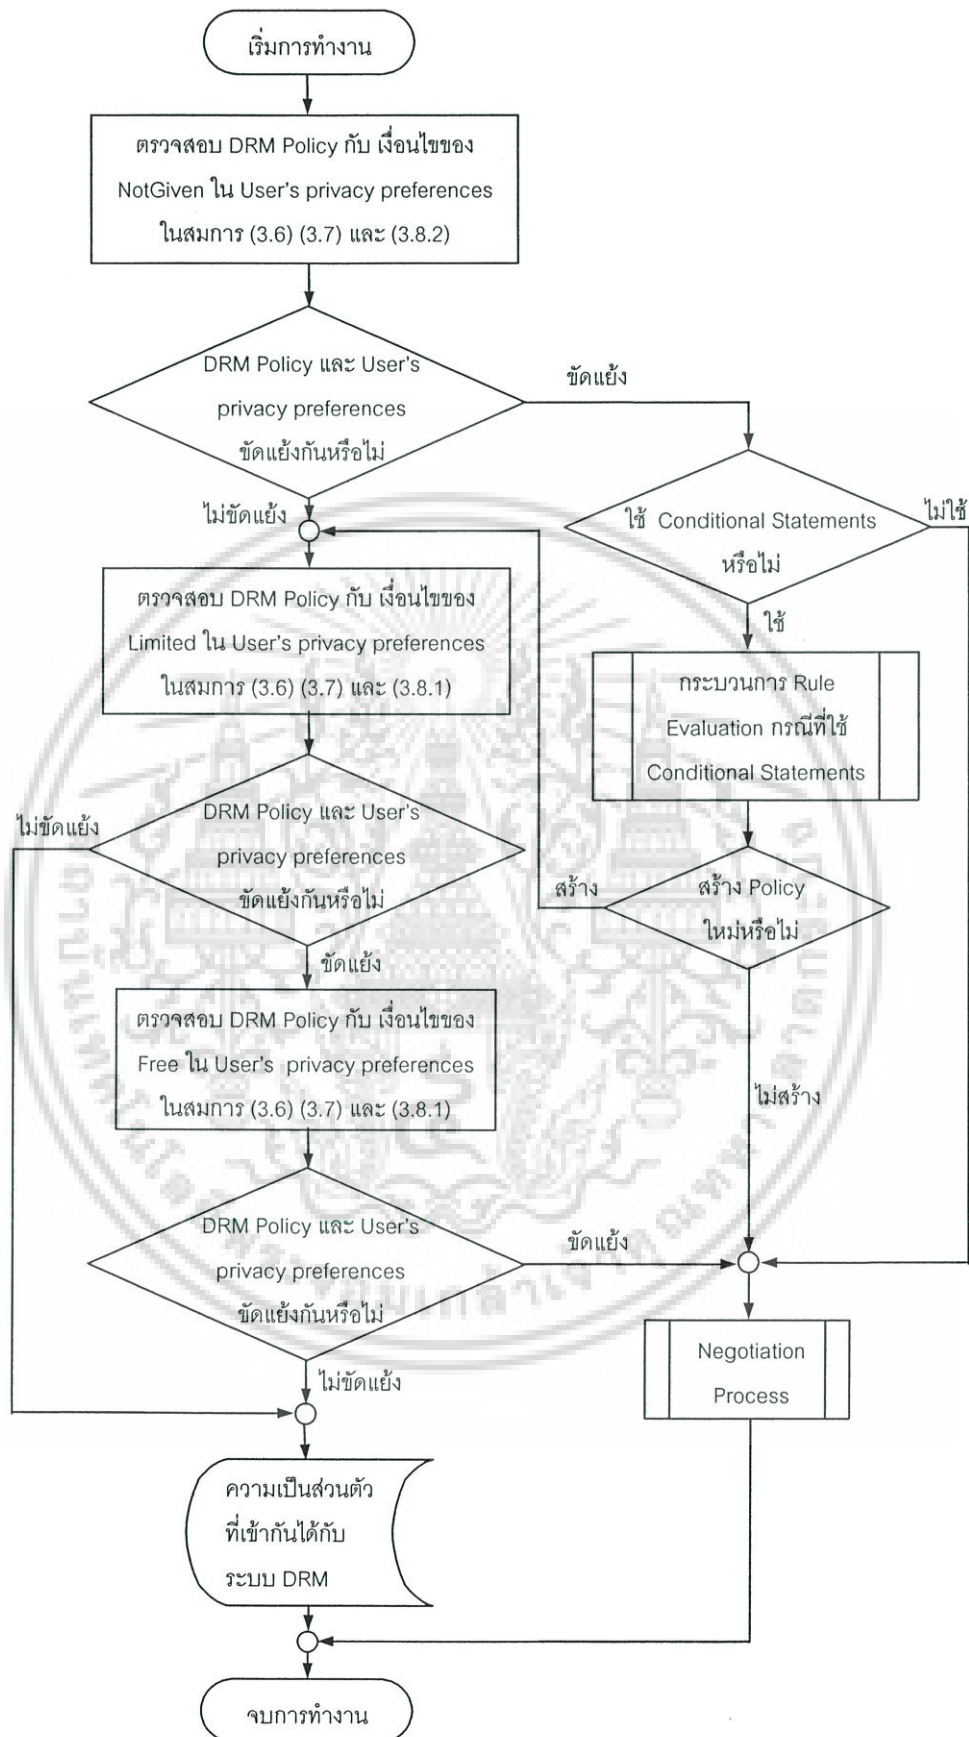 เริ่มการทำงาน
ตรวจสอบ DRM Policy กับ เงื่อนไขของ
NotGiven ใน User's privacy preferences
ในสมการ (3.6) (3.7) และ (3.8.2)
DRM Policy และ User's
privacy preferences
ขัดแย้งกันหรือไม่
ขัดแย้ง
ไม่ขัดแย้ง
ใช้ Conditional Statements
หรือไม่
ไม่ใช้
ใช้
ตรวจสอบ DRM Policy กับ เงื่อนไขของ
Limited ใน User's privacy preferences
ในสมการ (3.6) (3.7) และ (3.8.1)
กระบวนการ Rule
Evaluation กรณีที่ใช้
Conditional Statements
DRM Policy และ User's
privacy preferences
ขัดแย้งกันหรือไม่
ไม่ขัดแย้ง
ขัดแย้ง
สร้าง Policy
ใหม่หรือไม่
สร้าง
ไม่สร้าง
ตรวจสอบ DRM Policy กับ เงื่อนไขของ
Free ใน User's privacy preferences
ในสมการ (3.6) (3.7) และ (3.8.1)
DRM Policy และ User's
privacy preferences
ขัดแย้งกันหรือไม่
ขัดแย้ง
ไม่ขัดแย้ง
Negotiation
Process
ความเป็นส่วนตัว
ที่เข้ากันได้กับ
ระบบ DRM
จบการทำงาน